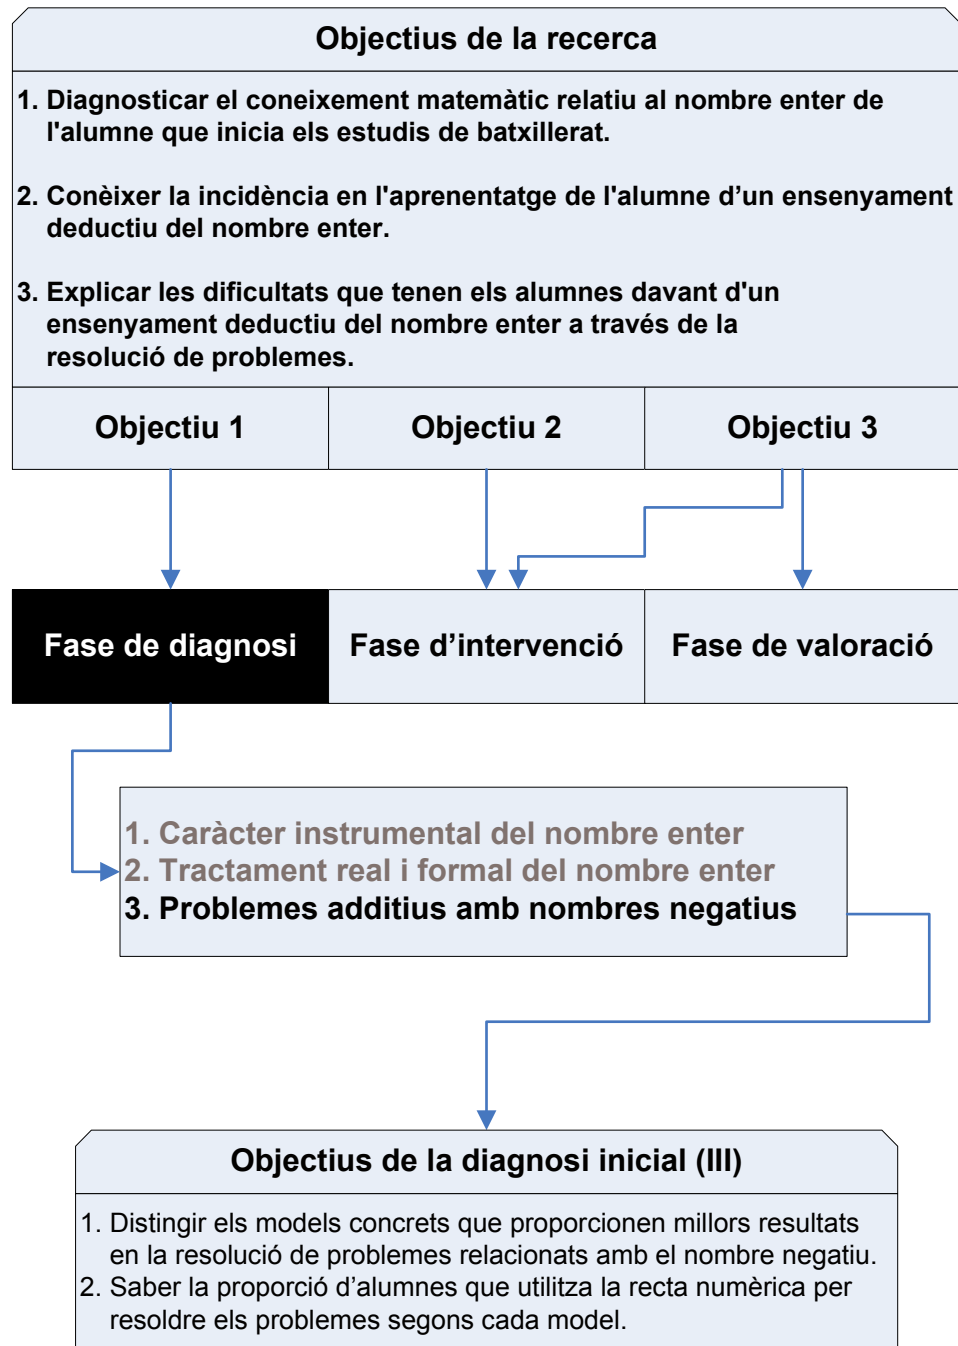 Objectius de la recerca
1. Diagnosticar el coneixement matemàtic relatiu al nombre enter de
l'alumne que inicia els estudis de batxillerat.
2. Conèixer la incidència en l'aprenentatge de l'alumne d’un ensenyament
deductiu del nombre enter.
3. Explicar les dificultats que tenen els alumnes davant d'un
ensenyament deductiu del nombre enter a través de la
resolució de problemes.
Objectiu 1
Objectiu 2
Objectiu 3
Fase de diagnosi
Fase d’intervenció
Fase de valoració
1. Caràcter instrumental del nombre enter
2. Tractament real i formal del nombre enter
3. Problemes additius amb nombres negatius
Objectius de la diagnosi inicial (III)
1. Distingir els models concrets que proporcionen millors resultats
en la resolució de problemes relacionats amb el nombre negatiu.
2. Saber la proporció d’alumnes que utilitza la recta numèrica per
resoldre els problemes segons cada model.